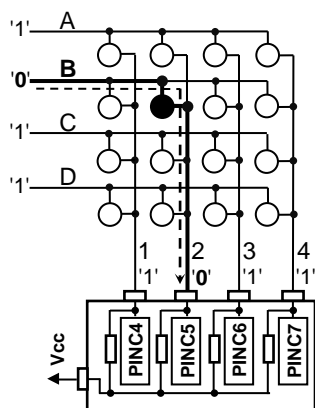 '1' A
'0' B
'1' C
'1' D
1 2 3 4
'1' '0' '1' '1'
Vcc PINC4 PINC5 PINC6 PINC7